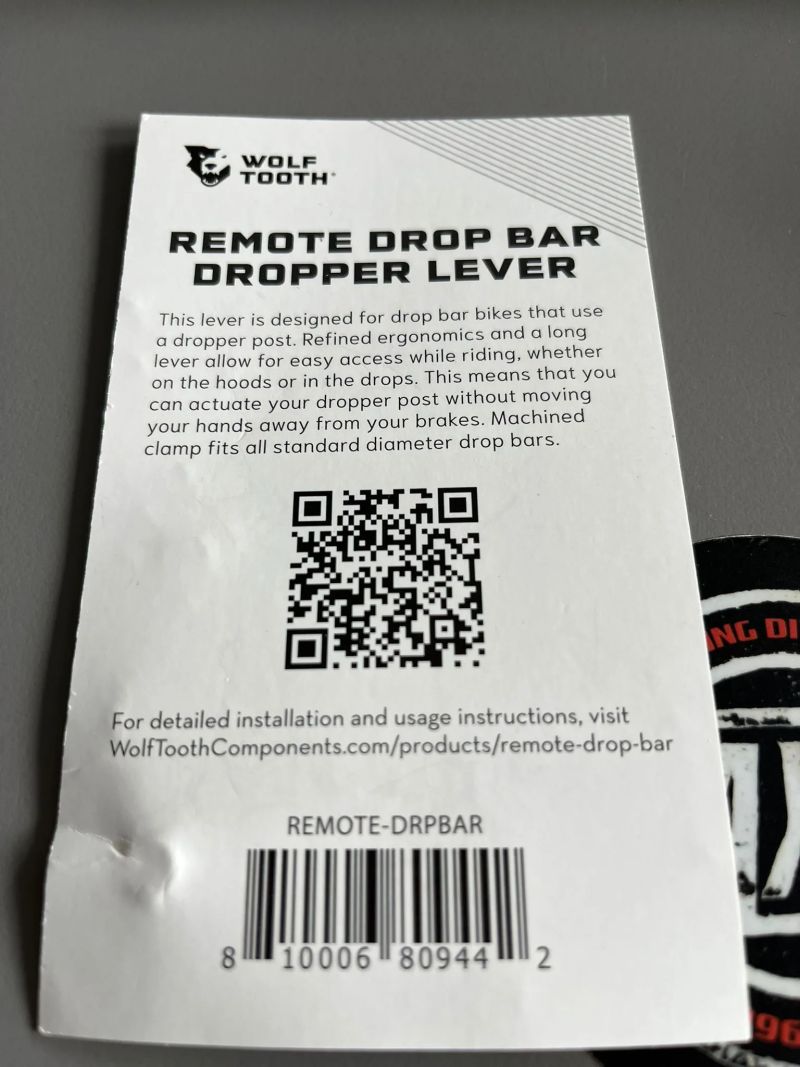 WOLF
TOOTH
REMOTE DROP BAR
DROPPER LEVER
This lever is designed for drop bar bikes that use
a dropper post. Refined ergonomics and a long
lever allow for easy access while riding, whether
on the hoods or in the drops. This means that you
can actuate your dropper post without moving
your hands away from your brakes. Machined
clamp fits all standard diameter drop bars.
For detailed installation and usage instructions, visit
WolfToothComponents.com/products/remote-drop-bar
REMOTE-DRPBAR
8 10006 80944 2